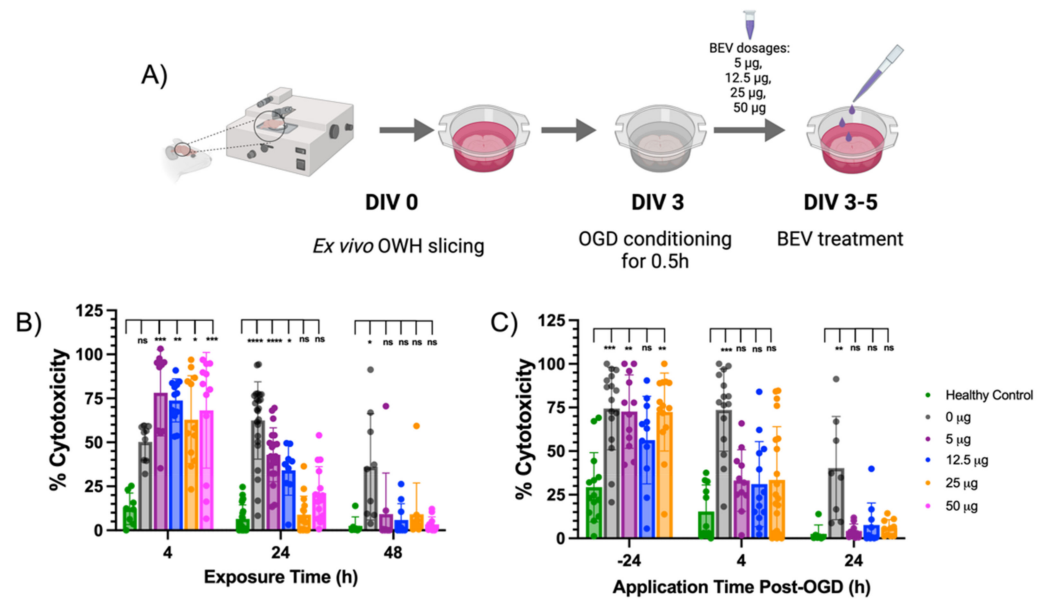 A)
BEV dosages:
5 µg,
12.5 µg,
25 µg,
50 µg
DIV 0
DIV 3
DIV 3-5
Ex vivo OWH slicing
OGD conditioning
for 0.5h
BEV treatment
B)
% Cytotoxicity
125
100
75
50
25
0
ns *** ** * ***
**** **** * ns ns
* ns ns ns ns
4 24 48
Exposure Time (h)
C)
% Cytotoxicity
125
100
75
50
25
0
*** ** ns **
*** ns ns ns
** ns ns ns
-24 4 24
Application Time Post-OGD (h)
Healthy Control
0 µg
5 µg
12.5 µg
25 µg
50 µg